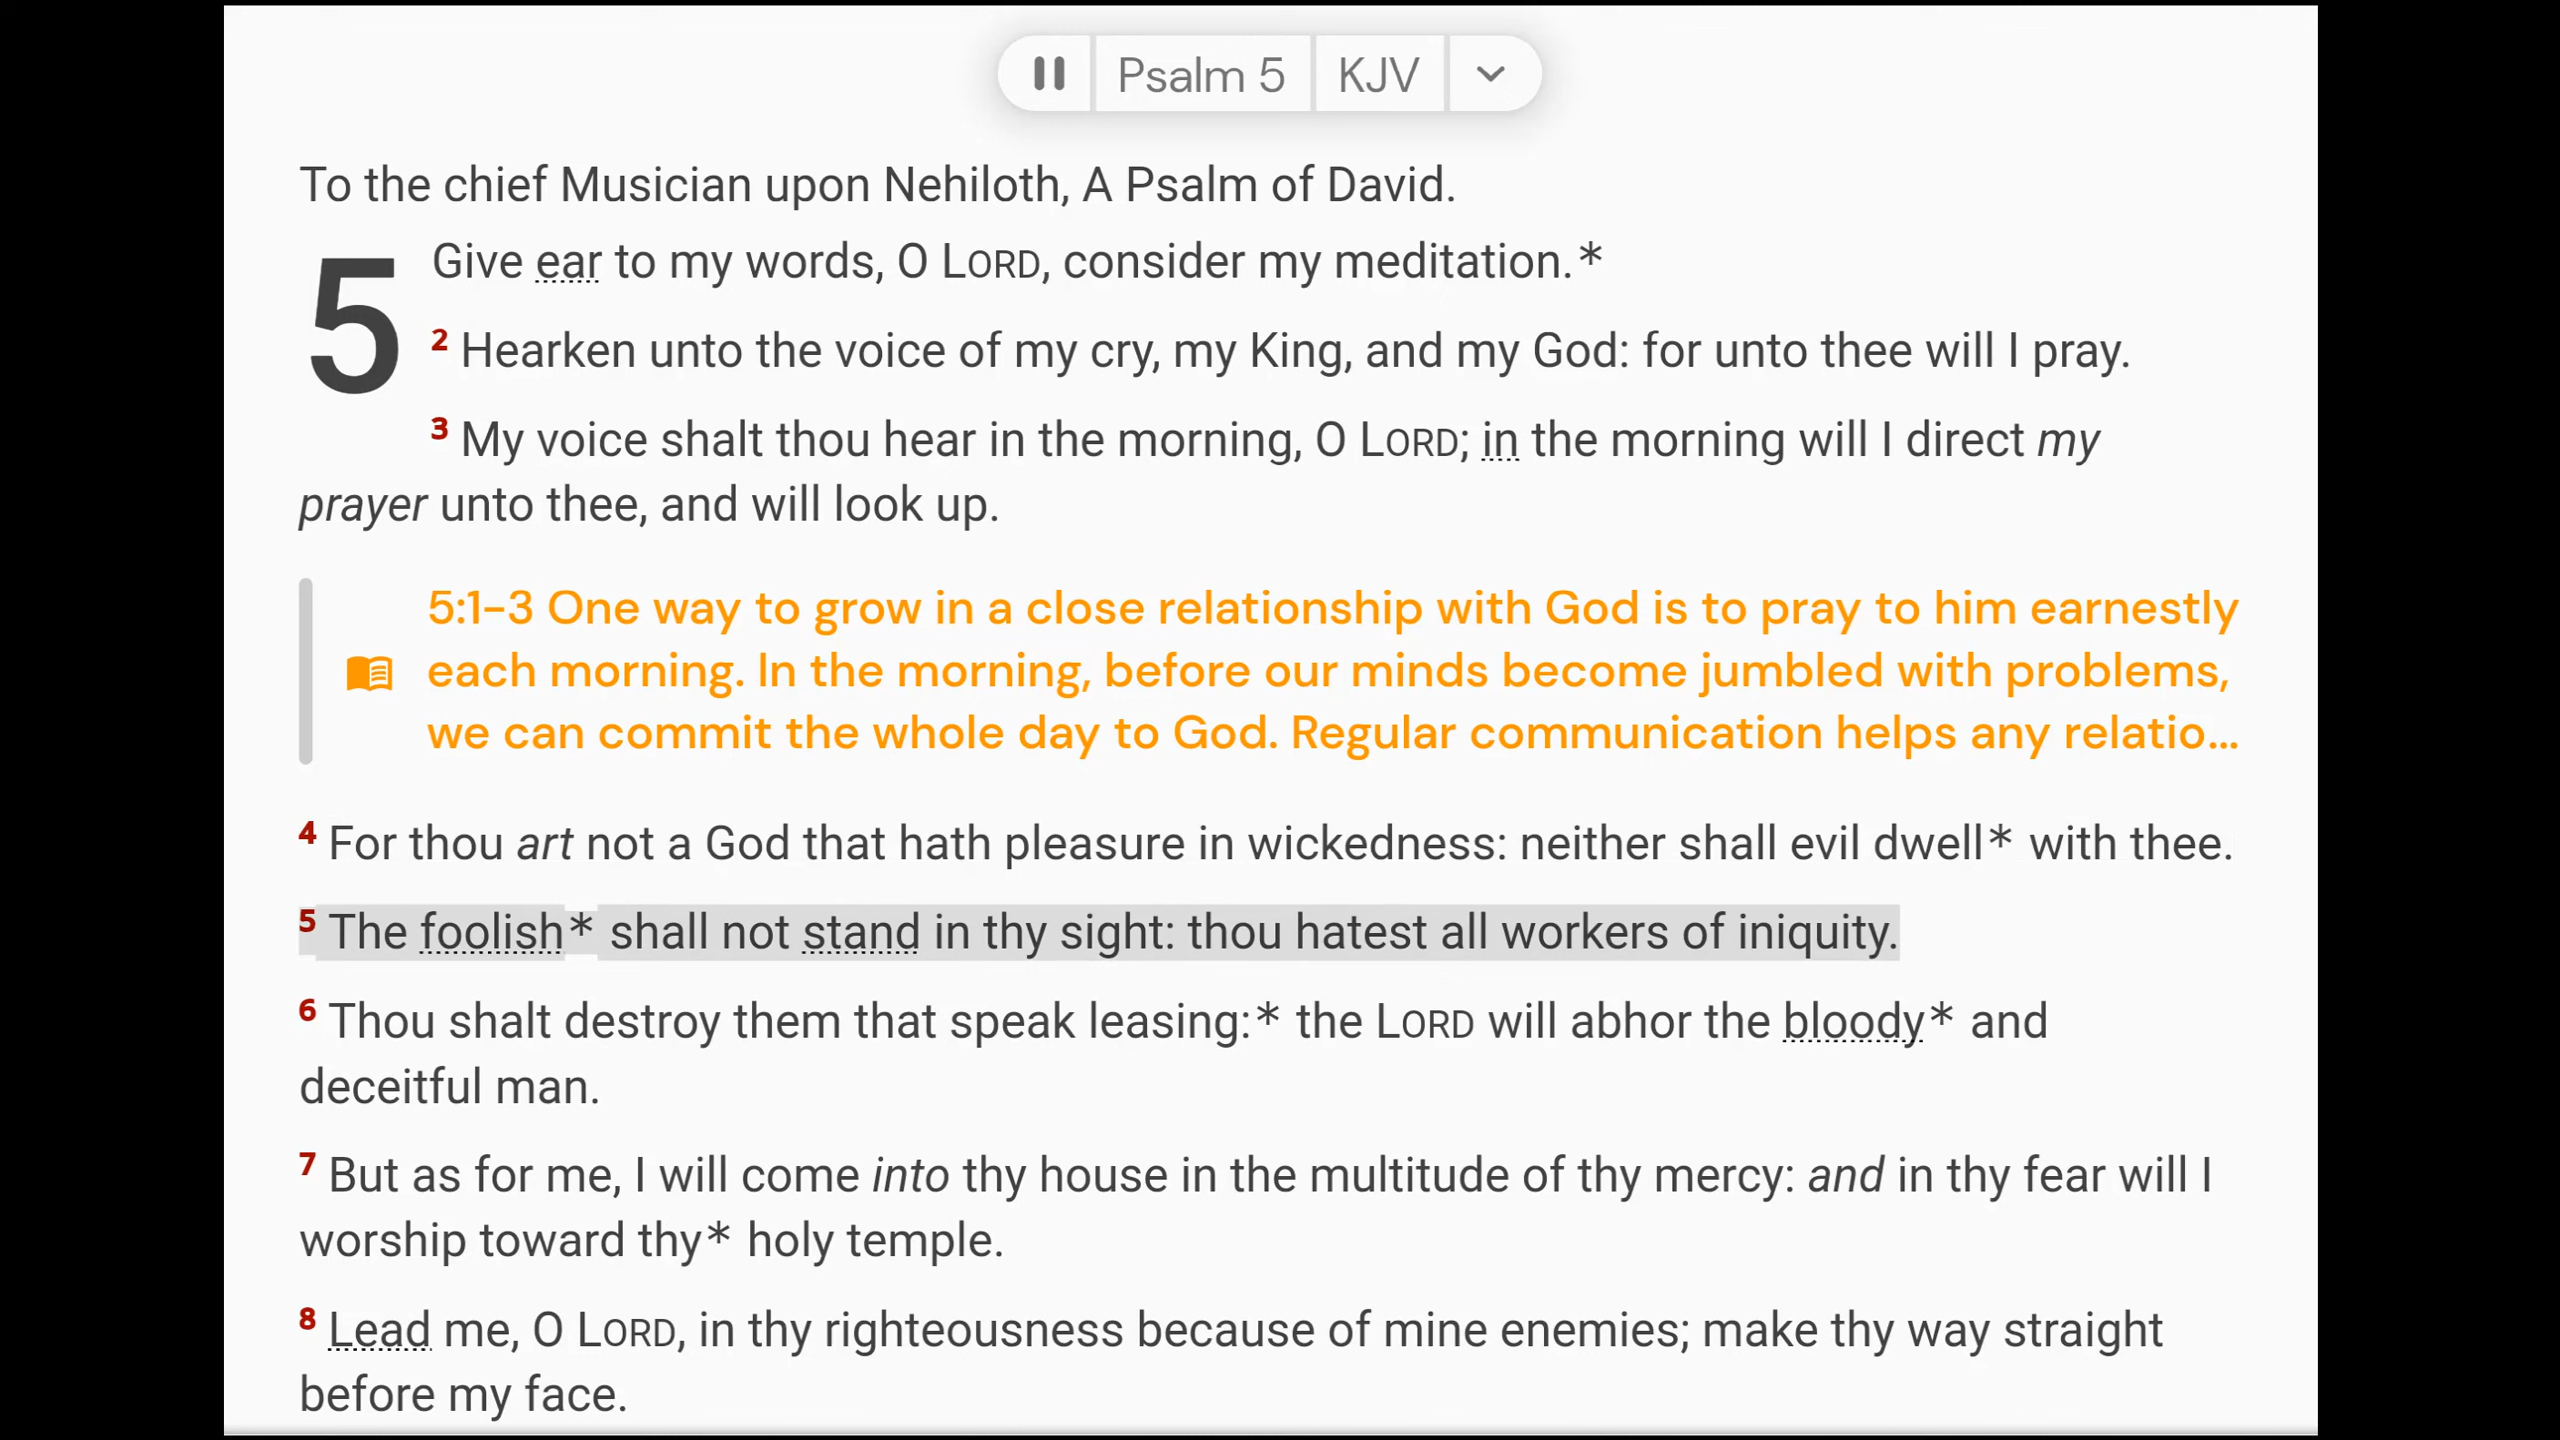 Psalm 5 KJV
To the chief Musician upon Nehiloth, A Psalm of David.
5 Give ear to my words, O LORD, consider my meditation.*
2 Hearken unto the voice of my cry, my King, and my God: for unto thee will I pray.
3 My voice shalt thou hear in the morning, O LORD; in the morning will I direct my
prayer unto thee, and will look up.
5:1–3 One way to grow in a close relationship with God is to pray to him earnestly
each morning. In the morning, before our minds become jumbled with problems,
we can commit the whole day to God. Regular communication helps any relatio...
4 For thou art not a God that hath pleasure in wickedness: neither shall evil dwell* with thee.
5 The foolish* shall not stand in thy sight: thou hatest all workers of iniquity.
6 Thou shalt destroy them that speak leasing:* the LORD will abhor the bloody* and
deceitful man.
7 But as for me, I will come into thy house in the multitude of thy mercy: and in thy fear will I
worship toward thy* holy temple.
8 Lead me, O LORD, in thy righteousness because of mine enemies; make thy way straight
before my face.